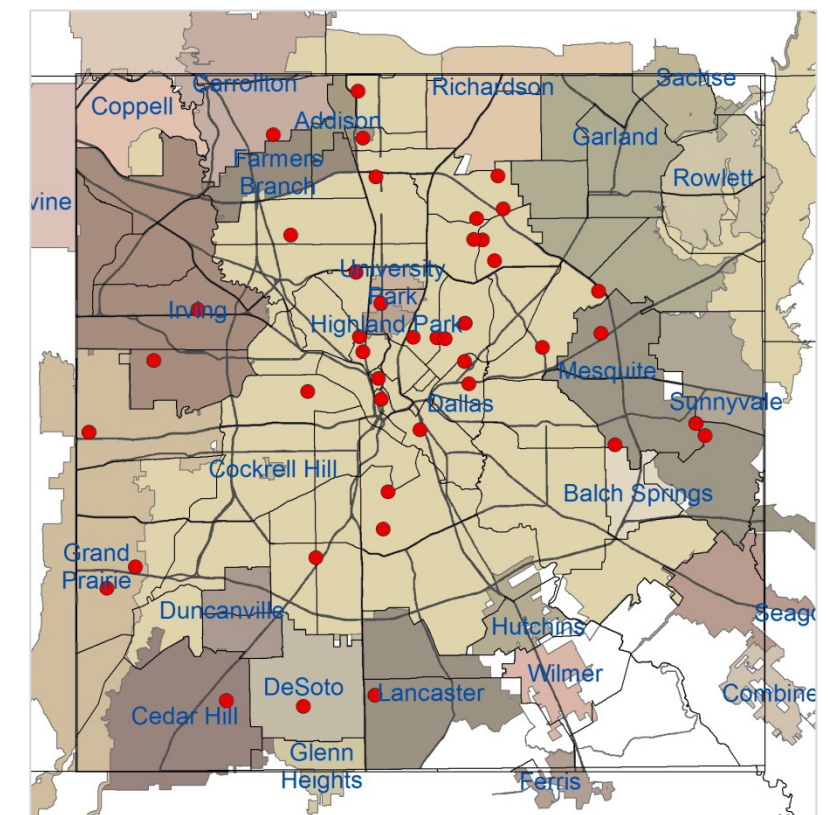 Carrollton
Sachse
Richardson
Coppell
Addison
Garland
Farmers
Branch
Rowlett
vine
University
Park
Irving
Highland Park
Mesquite
Sunnyvale
Dallas
Cockrell Hill
Balch Springs
Grand
Prairie
Duncanville
Hutchins
Seago
Wilmer
DeSoto
Lancaster
Combine
Cedar Hill
Glenn
Heights
Ferris